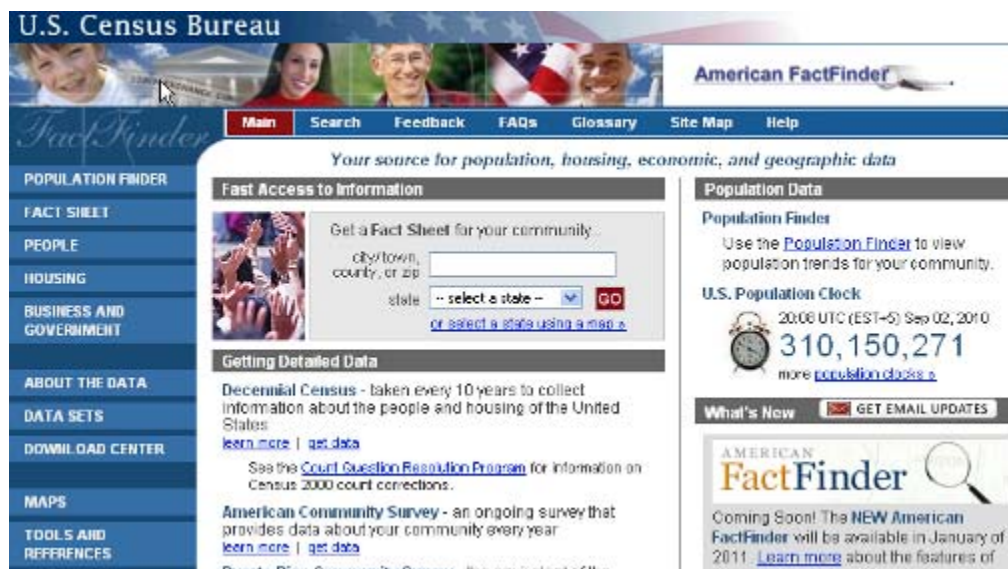 U.S. Census Bureau
American FactFinder
FactFinder
Main Search Feedback FAQs Glossary Site Map Help
Your source for population, housing, economic, and geographic data
POPULATION FINDER
FACT SHEET
PEOPLE
HOUSING
BUSINESS AND
GOVERNMENT
ABOUT THE DATA
DATA SETS
DOWNLOAD CENTER
MAPS
TOOLS AND
REFERENCES
Fast Access to Information
Get a Fact Sheet for your community...
city/town,
county, or zip
state -- select a state -- GO
or select a state using a map »
Getting Detailed Data
Decennial Census - taken every 10 years to collect
information about the people and housing of the United
States
learn more | get data
See the Count Question Resolution Program for information on
Census 2000 count corrections.
American Community Survey - an ongoing survey that
provides data about your community every year
learn more | get data
Population Data
Population Finder
Use the Population Finder to view
population trends for your community.
U.S. Population Clock
20:08 UTC (EST+5) Sep 02, 2010
310,150,271
more population clocks »
What's New GET EMAIL UPDATES
AMERICAN
FactFinder
Coming Soon! The NEW American
FactFinder will be available in January of
2011. Learn more about the features of